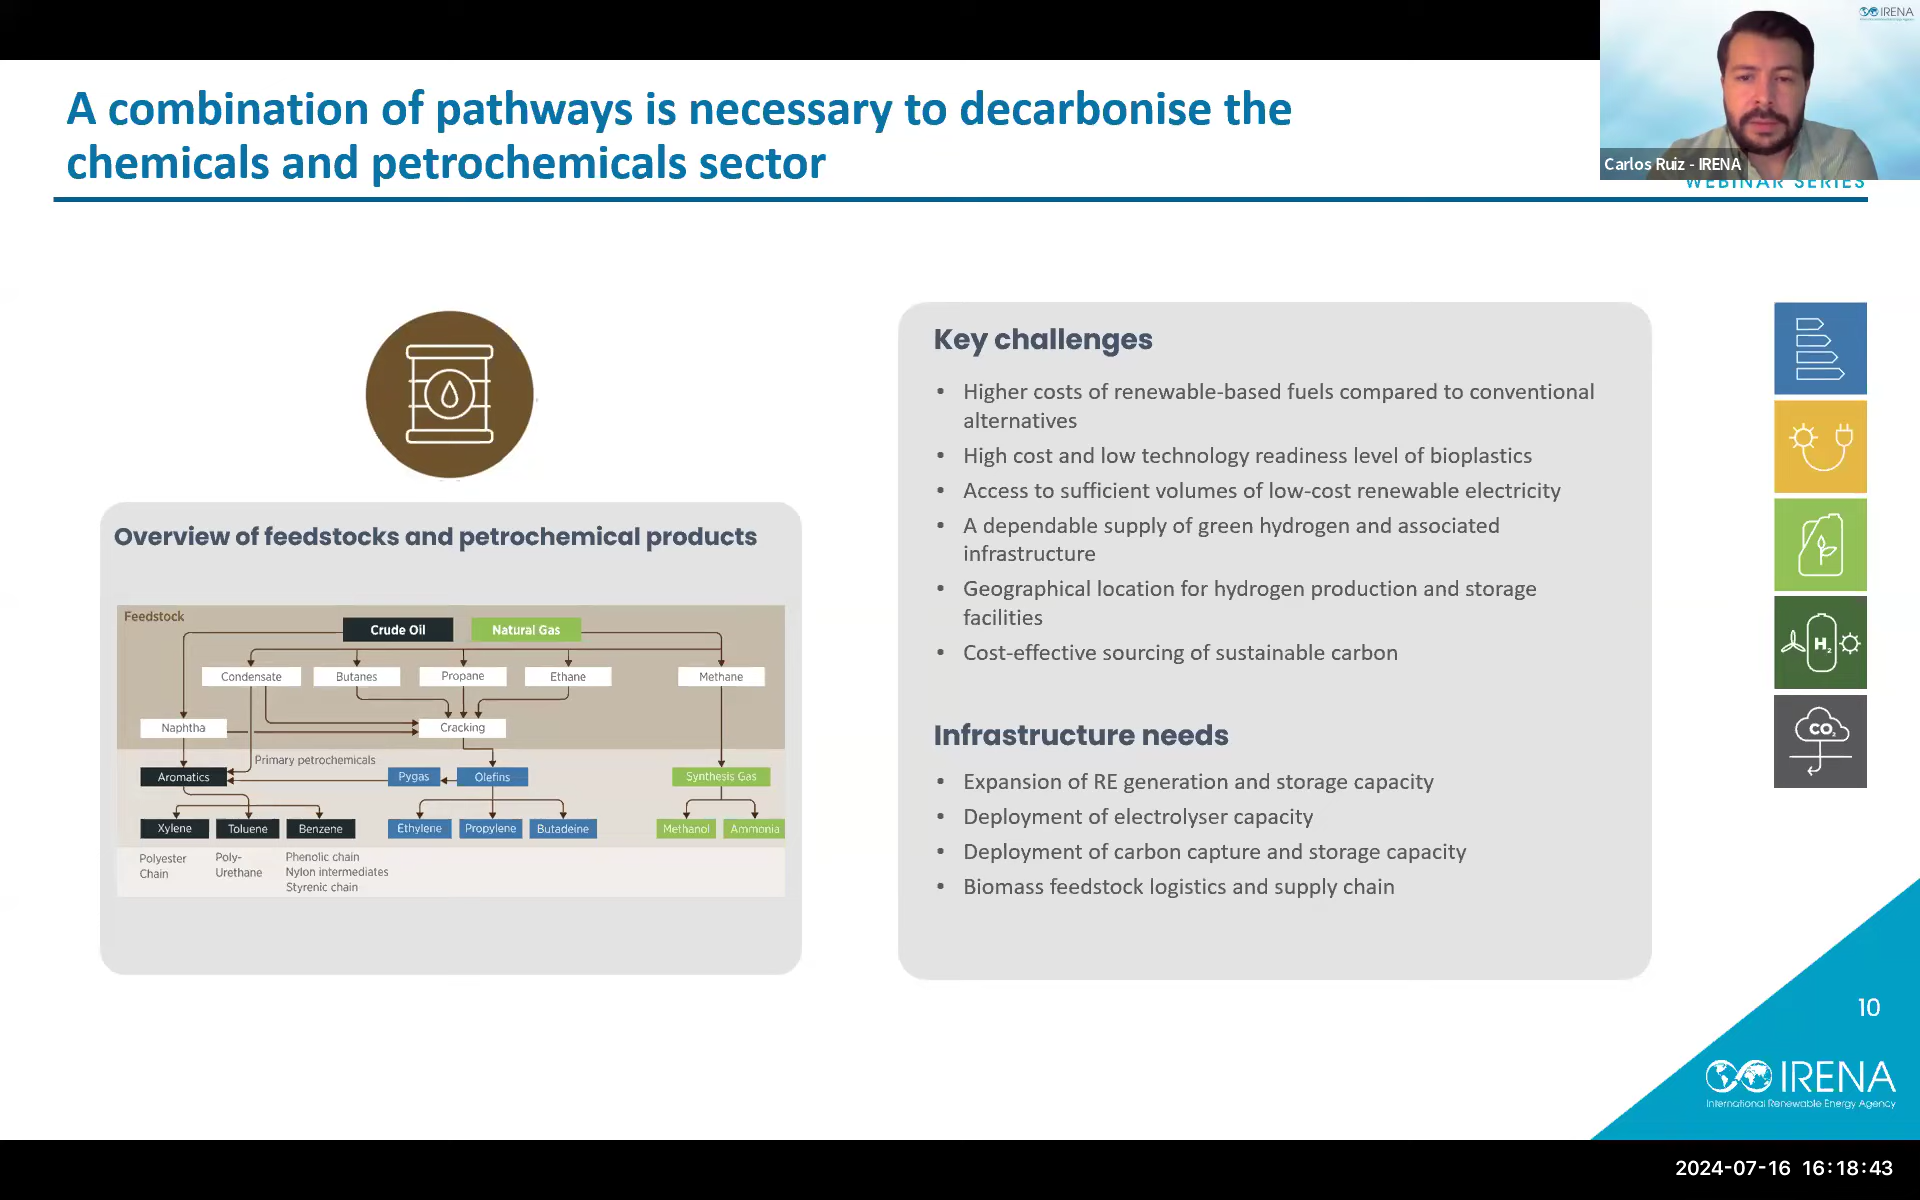 IRENA
A combination of pathways is necessary to decarbonise the
chemicals and petrochemicals sector
Carlos Ruiz - IRENA
WEBINAR SERIES
Overview of feedstocks and petrochemical products
Feedstock
Crude Oil
Natural Gas
Condensate
Butanes
Propane
Ethane
Methane
Naphtha
Cracking
Primary petrochemicals
Aromatics
Pygas
Olefins
Synthesis Gas
Xylene
Toluene
Benzene
Ethylene
Propylene
Butadeine
Methanol
Ammonia
Polyester
Chain
Poly-
Urethane
Phenolic chain
Nylon intermediates
Styrenic chain
Key challenges
• Higher costs of renewable-based fuels compared to conventional
alternatives
• High cost and low technology readiness level of bioplastics
• Access to sufficient volumes of low-cost renewable electricity
• A dependable supply of green hydrogen and associated
infrastructure
• Geographical location for hydrogen production and storage
facilities
• Cost-effective sourcing of sustainable carbon
Infrastructure needs
• Expansion of RE generation and storage capacity
• Deployment of electrolyser capacity
• Deployment of carbon capture and storage capacity
• Biomass feedstock logistics and supply chain
H2
CO2
10
IRENA
International Renewable Energy Agency
2024-07-16 16:18:43